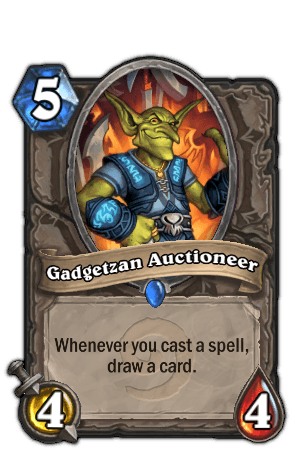 5
Gadgetzan Auctioneer
Whenever you cast a spell,
draw a card.
4
4